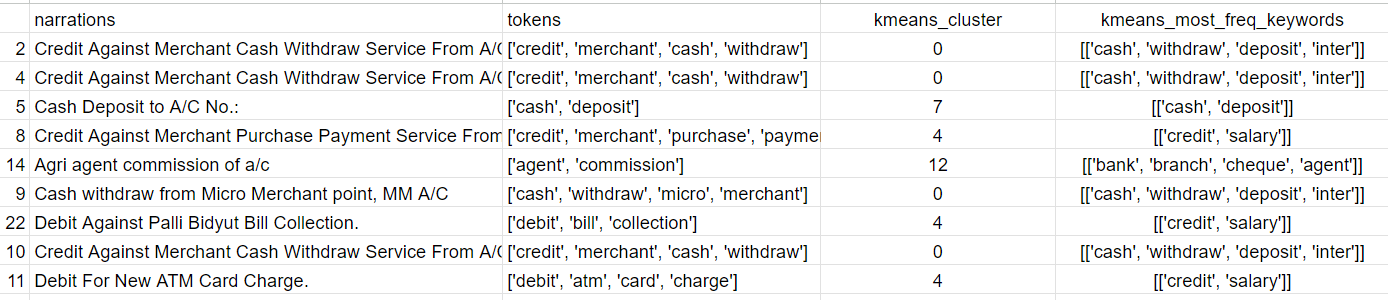 narrations tokens kmeans_cluster kmeans_most_freq_keywords
2 Credit Against Merchant Cash Withdraw Service From A/C ['credit', 'merchant', 'cash', 'withdraw'] 0 [['cash', 'withdraw', 'deposit', 'inter']]
4 Credit Against Merchant Cash Withdraw Service From A/C ['credit', 'merchant', 'cash', 'withdraw'] 0 [['cash', 'withdraw', 'deposit', 'inter']]
5 Cash Deposit to A/C No.: ['cash', 'deposit'] 7 [['cash', 'deposit']]
8 Credit Against Merchant Purchase Payment Service From ['credit', 'merchant', 'purchase', 'paymer 4 [['credit', 'salary']]
14 Agri agent commission of a/c ['agent', 'commission'] 12 [['bank', 'branch', 'cheque', 'agent']]
9 Cash withdraw from Micro Merchant point, MM A/C ['cash', 'withdraw', 'micro', 'merchant'] 0 [['cash', 'withdraw', 'deposit', 'inter']]
22 Debit Against Palli Bidyut Bill Collection. ['debit', 'bill', 'collection'] 4 [['credit', 'salary']]
10 Credit Against Merchant Cash Withdraw Service From A/C ['credit', 'merchant', 'cash', 'withdraw'] 0 [['cash', 'withdraw', 'deposit', 'inter']]
11 Debit For New ATM Card Charge. ['debit', 'atm', 'card', 'charge'] 4 [['credit', 'salary']]